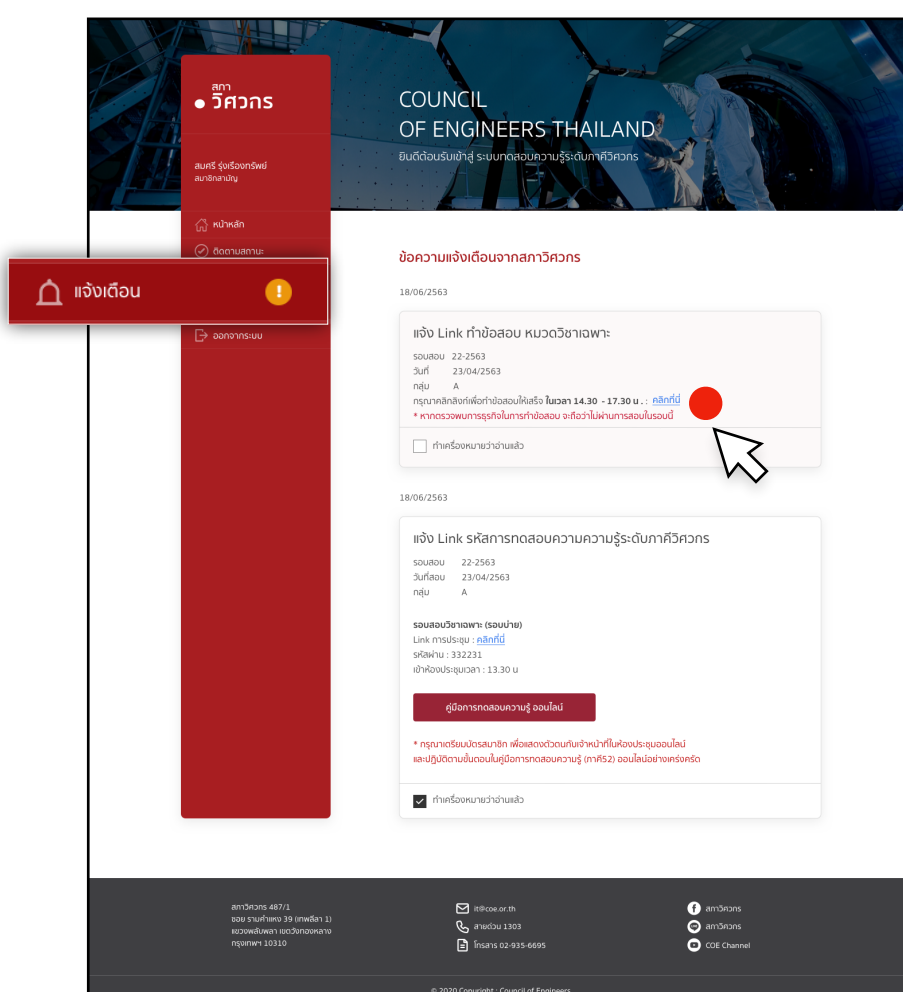 สภา
วิศวกร
สมศรี รุ่งเรืองทรัพย์
สมาชิกสามัญ
หน้าหลัก
ติดตามสถานะ
แจ้งเตือน
!
ออกจากระบบ
COUNCIL
OF ENGINEERS THAILAND
ยินดีต้อนรับเข้าสู่ ระบบทดสอบความรู้ระดับภาคีวิศวกร
ข้อความแจ้งเตือนจากสภาวิศวกร
18/06/2563
แจ้ง Link ทำข้อสอบ หมวดวิชาเฉพาะ
รอบสอบ 22-2563
วันที่ 23/04/2563
กลุ่ม A
กรุณาคลิกลิงก์เพื่อทำข้อสอบให้เสร็จ ในเวลา 14.30 - 17.30 น . : คลิกที่นี่
* หากตรวจพบการธุรกิจในการทำข้อสอบ จะถือว่าไม่ผ่านการสอบในรอบนี้
ทำเครื่องหมายว่าอ่านแล้ว
18/06/2563
แจ้ง Link รหัสการทดสอบความความรู้ระดับภาคีวิศวกร
รอบสอบ 22-2563
วันที่สอบ 23/04/2563
กลุ่ม A
รอบสอบวิชาเฉพาะ (รอบบ่าย)
Link การประชุม : คลิกที่นี่
รหัสผ่าน : 332231
เข้าห้องประชุมเวลา : 13.30 น
คู่มือการทดสอบความรู้ ออนไลน์
* กรุณาเตรียมบัตรสมาชิก เพื่อแสดงตัวตนกับเจ้าหน้าที่ในห้องประชุมออนไลน์
และปฏิบัติตามขั้นตอนในคู่มือการทดสอบความรู้ (ภาคี52) ออนไลน์อย่างเคร่งครัด
ทำเครื่องหมายว่าอ่านแล้ว
สภาวิศวกร 487/1
ซอย รามคำแหง 39 (เทพลีลา 1)
แขวงพลับพลา เขตวังทองหลาง
กรุงเทพฯ 10310
it@coe.or.th
สายด่วน 1303
โทรสาร 02-935-6695
สภาวิศวกร
สภาวิศวกร
COE Channel
© 2020 Copyright : Council of Engineers